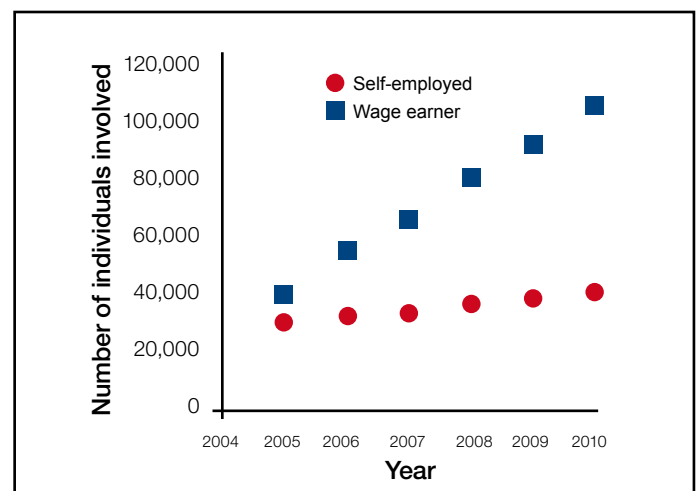 Number of individuals involved
120,000
100,000
80,000
60,000
40,000
20,000
0
Self-employed
Wage earner
2004 2005 2006 2007 2008 2009 2010
Year